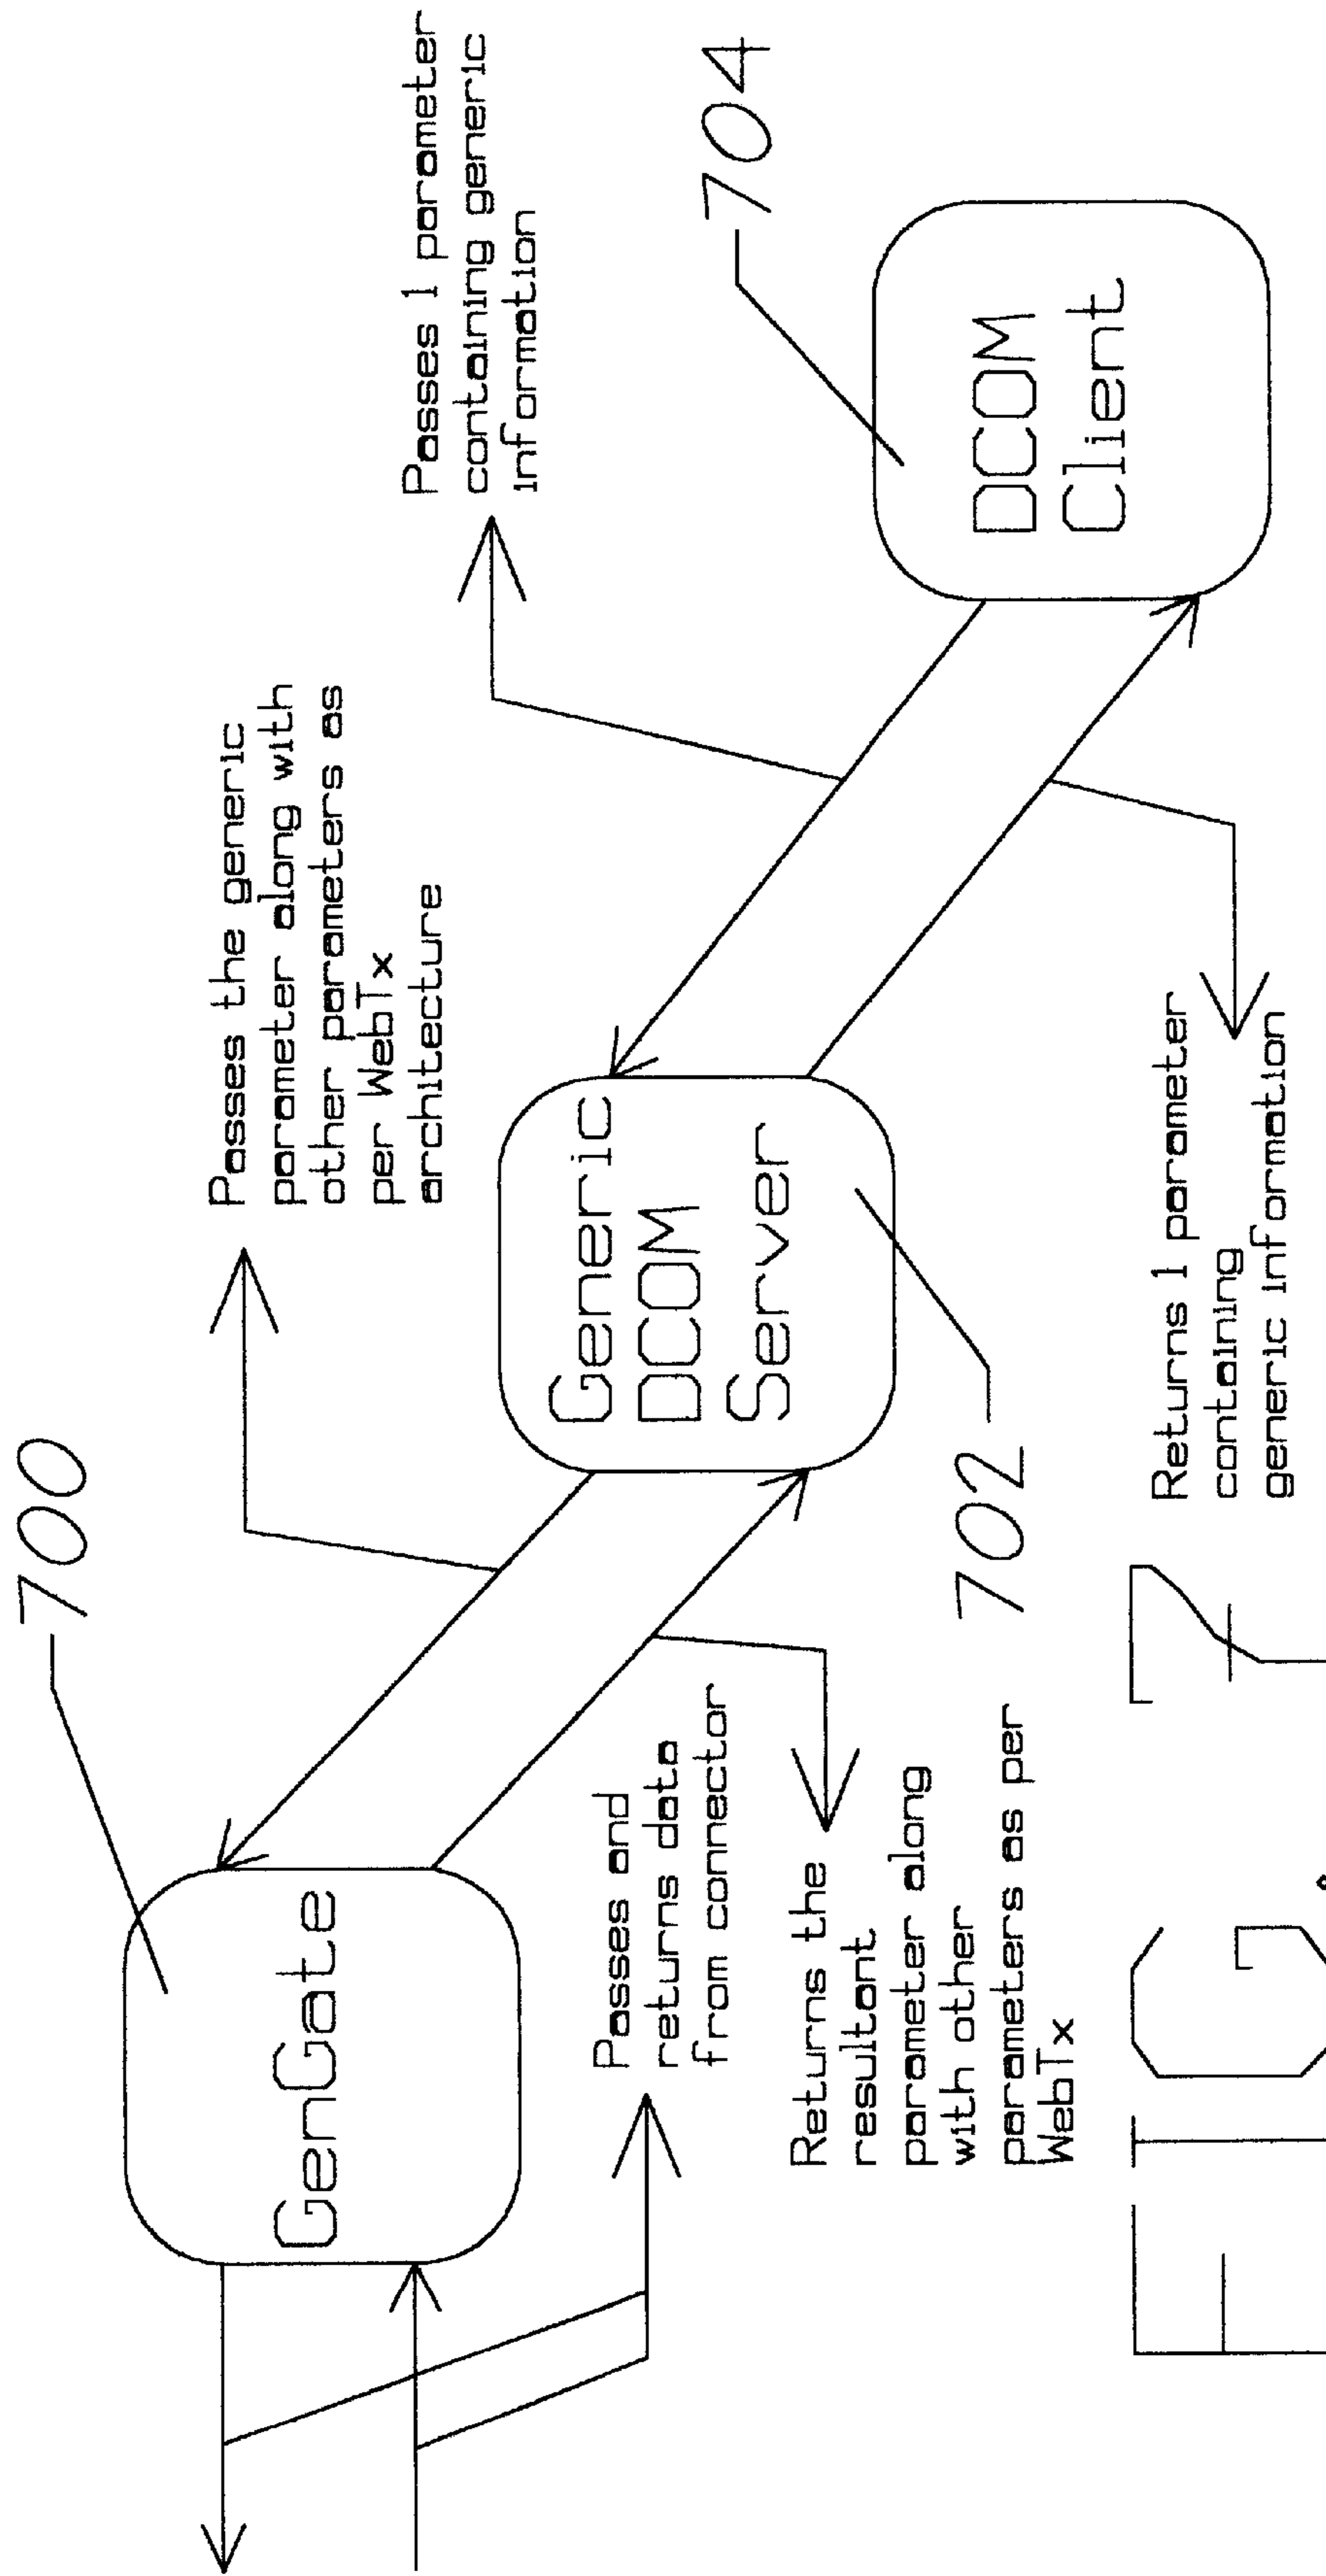 700
GenGate
Passes the generic
parameter along with
other parameters as
per WebTx
architecture
Passes 1 parameter
containing generic
information
704
Generic
DCOM
Server
DCOM
Client
Passes and
returns data
from connector
702
Returns the
resultant
parameter along
with other
parameters as per
WebTx
Returns 1 parameter
containing
generic information
FIG. 7